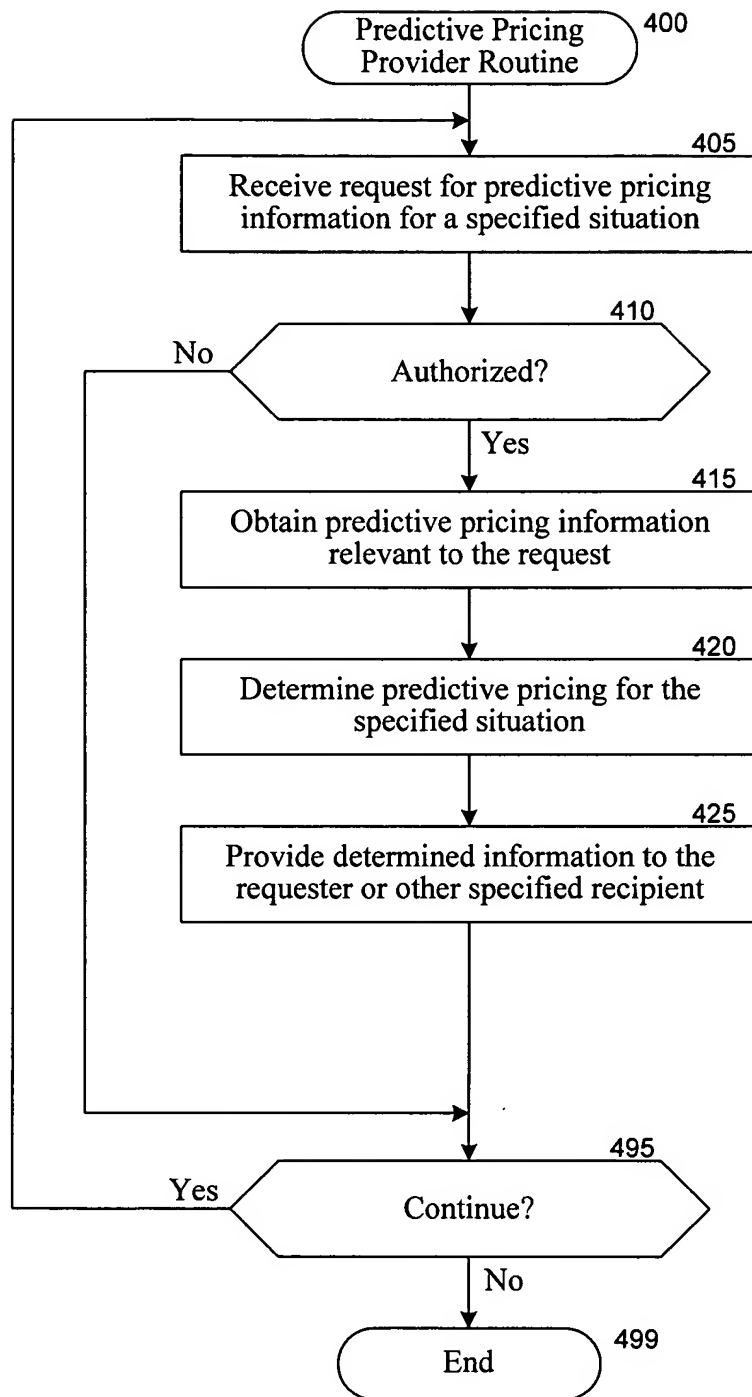 Predictive Pricing
Provider Routine
400
405
Receive request for predictive pricing
information for a specified situation
410
No
Authorized?
Yes
415
Obtain predictive pricing information
relevant to the request
420
Determine predictive pricing for the
specified situation
425
Provide determined information to the
requester or other specified recipient
495
Yes
Continue?
No
499
End